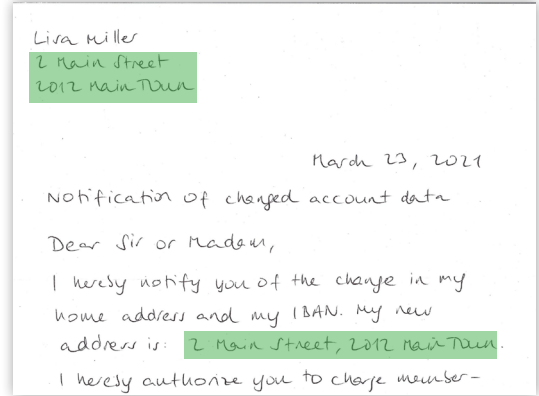 Lisa Miller
2 Main Street
2012 Main Town
March 23, 2021
Notification of changed account data
Dear Sir or Madam,
I hereby notify you of the change in my
home address and my IBAN. My new
address is: 2 Main Street, 2012 Main Town.
I hereby authorize you to charge member-